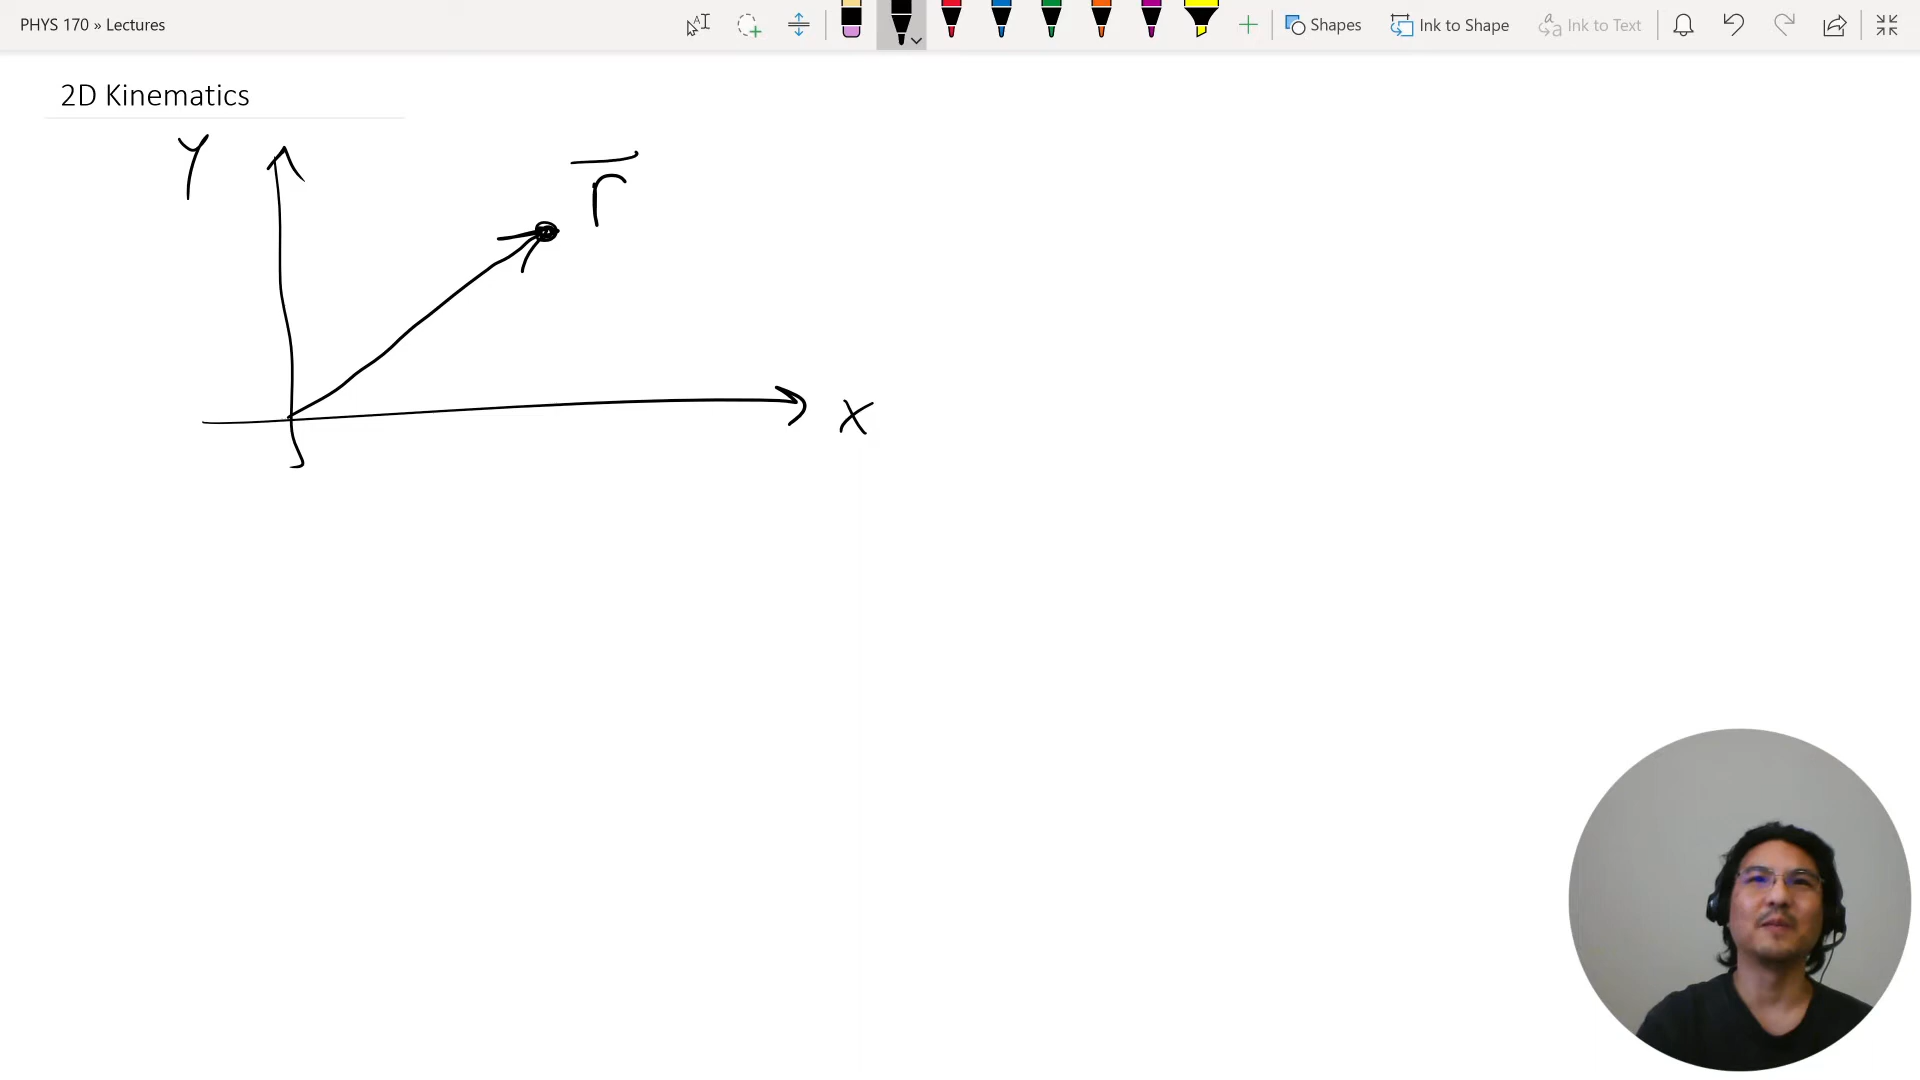 PHYS 170 » Lectures
Shapes
Ink to Shape
Ink to Text
2D Kinematics
Y
r
x